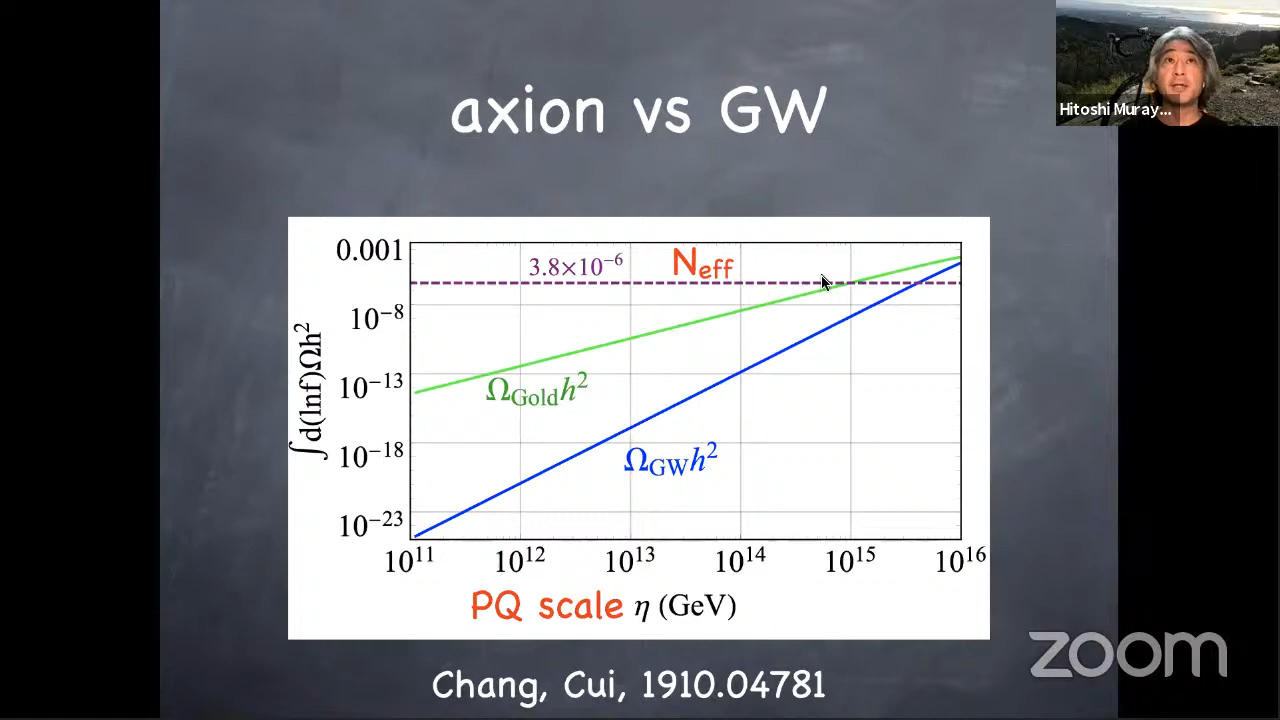 axion vs GW
Hitoshi Muray...
0.001
10⁻⁸
10⁻¹³
10⁻¹⁸
10⁻²³
∫d(lnf)Ωh²
3.8×10⁻⁶
N_eff
Ω_Gold h²
Ω_GW h²
10¹¹ 10¹² 10¹³ 10¹⁴ 10¹⁵ 10¹⁶
PQ scale η (GeV)
zoom
Chang, Cui, 1910.04781